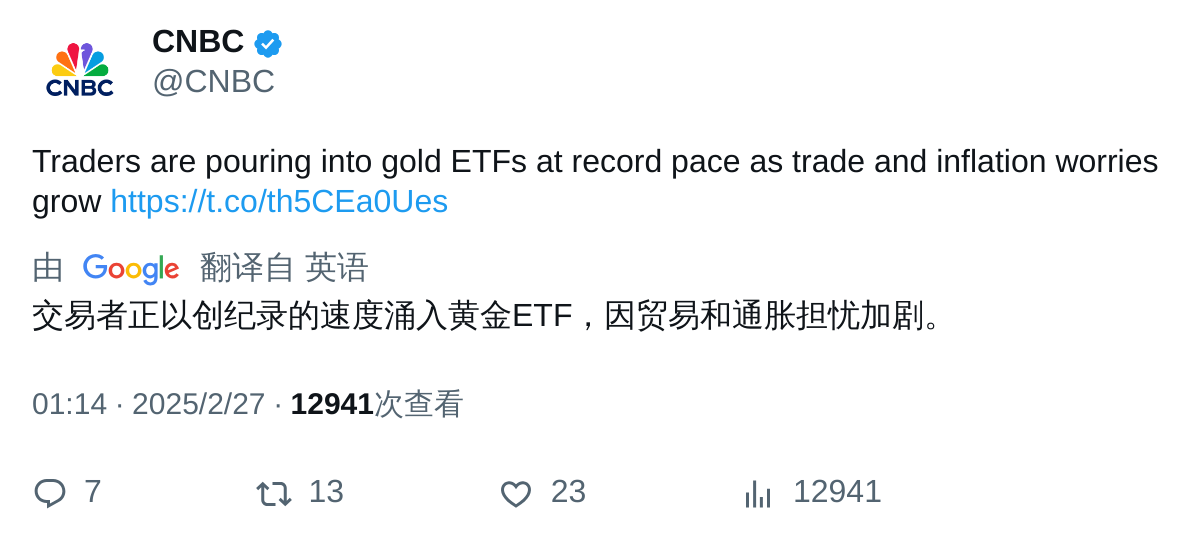 CNBC
CNBC
@CNBC
Traders are pouring into gold ETFs at record pace as trade and inflation worries
grow https://t.co/th5CEa0Ues
由 Google 翻译自 英语
交易者正以创纪录的速度涌入黄金ETF，因贸易和通胀担忧加剧。
01:14 · 2025/2/27 · 12941次查看
7 13 23 12941